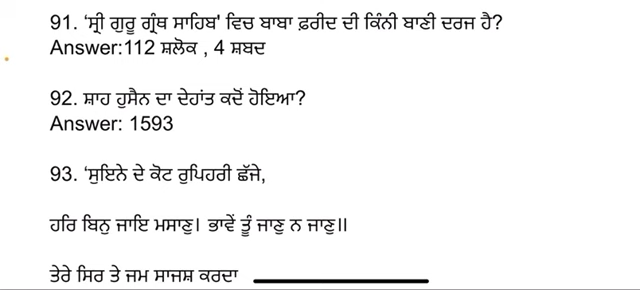 91. ‘ਸ੍ਰੀ ਗੁਰੂ ਗ੍ਰੰਥ ਸਾਹਿਬ' ਵਿਚ ਬਾਬਾ ਫ਼ਰੀਦ ਦੀ ਕਿੰਨੀ ਬਾਣੀ ਦਰਜ ਹੈ?
Answer:112 ਸ਼ਲੋਕ , 4 ਸ਼ਬਦ
92. ਸ਼ਾਹ ਹੁਸੈਨ ਦਾ ਦੇਹਾਂਤ ਕਦੋਂ ਹੋਇਆ?
Answer: 1593
93. ‘ਸੁਇਨੇ ਦੇ ਕੋਟ ਰੁਪਿਹਰੀ ਛੱਜੇ,
ਹਰਿ ਬਿਨੁ ਜਾਇ ਮਸਾਣੁ। ਭਾਵੇਂ ਤੂੰ ਜਾਣੁ ਨ ਜਾਣੁ॥
ਤੇਰੇ ਸਿਰ ਤੇ ਜਮ ਸਾਜਸ਼ ਕਰਦਾ